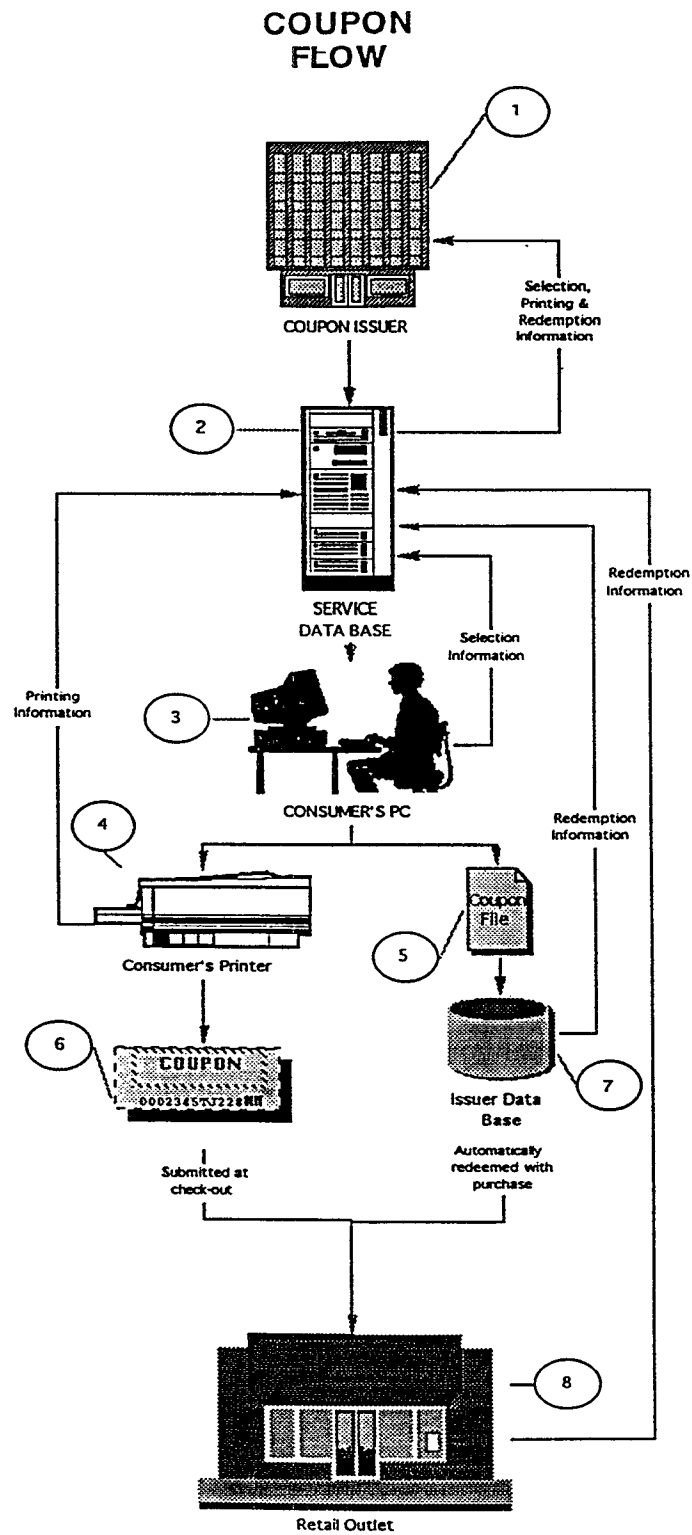 COUPON
FLOW
1
Selection,
Printing &
Redemption
Information
COUPON ISSUER
2
Redemption
Information
SERVICE
DATA BASE
Selection
Information
Printing
Information
3
CONSUMER'S PC
Redemption
Information
4
Coupon
File
5
Consumer's Printer
6
COUPON
0002345TJ228NN
7
Issuer Data
Base
Submitted at
check-out
Automatically
redeemed with
purchase
8
Retail Outlet